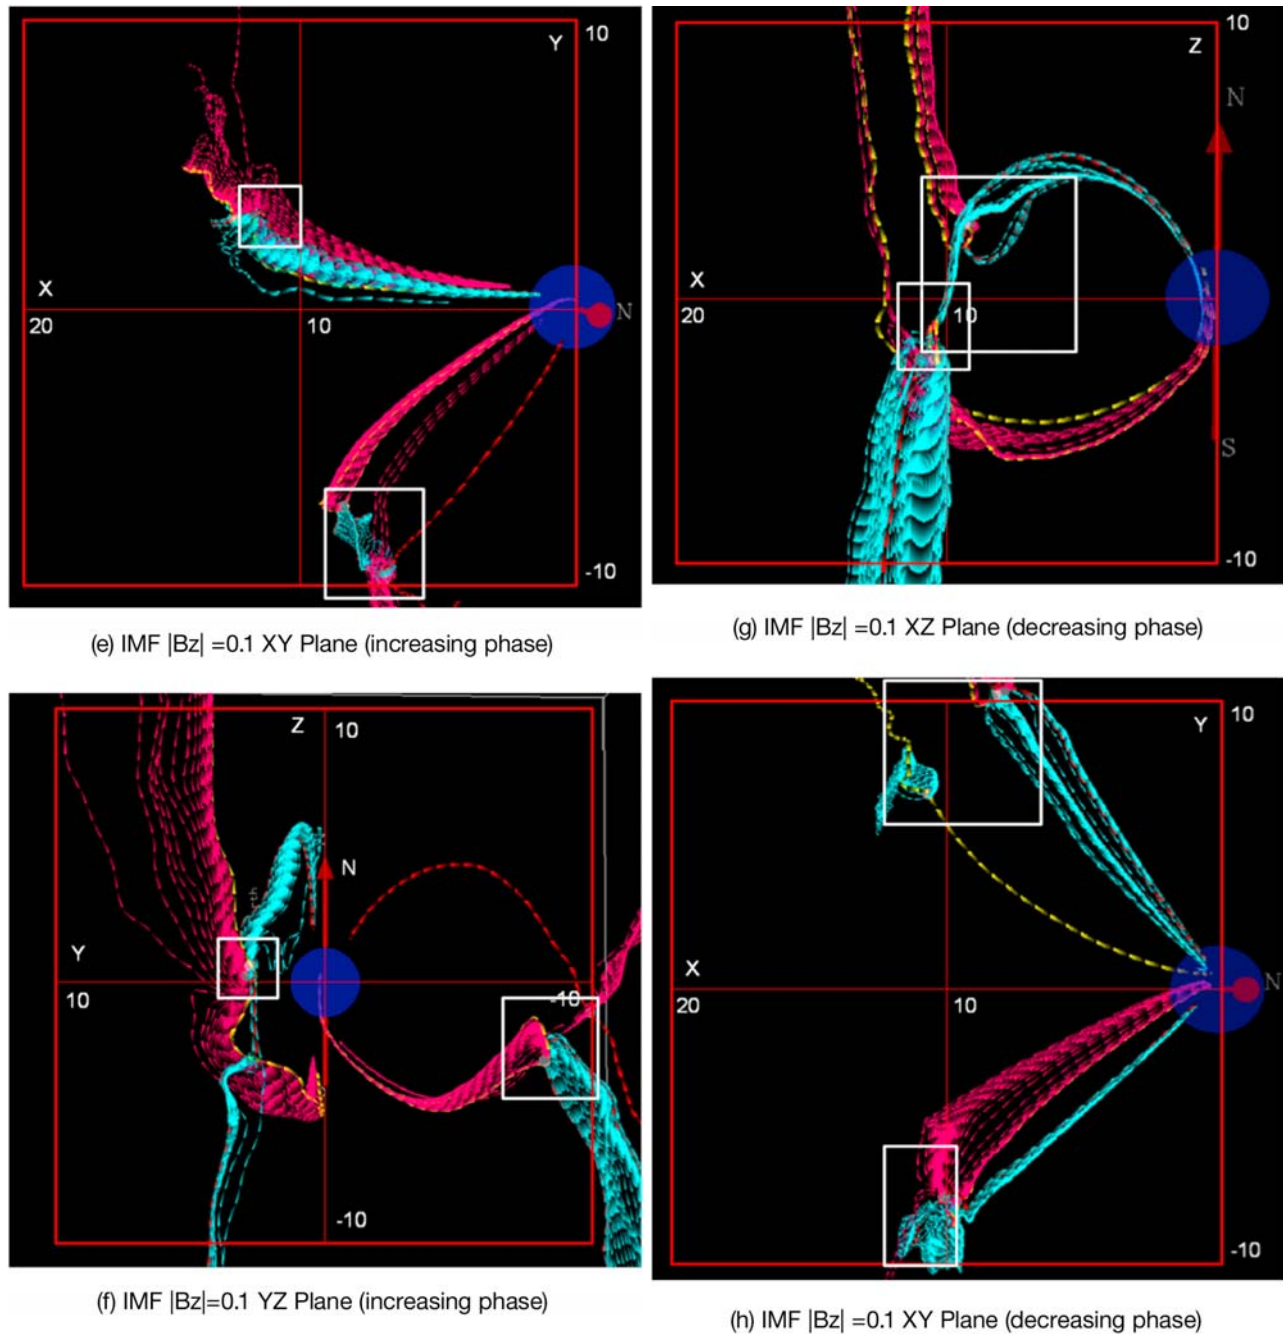 10
Y
X
N
20
10
-10
(e) IMF |Bz| =0.1 XY Plane (increasing phase)
10
Z
N
X
20
10
S
-10
(g) IMF |Bz| =0.1 XZ Plane (decreasing phase)
Z
10
N
Y
10
-10
-10
(f) IMF |Bz|=0.1 YZ Plane (increasing phase)
10
Y
X
N
20
10
-10
(h) IMF |Bz| =0.1 XY Plane (decreasing phase)